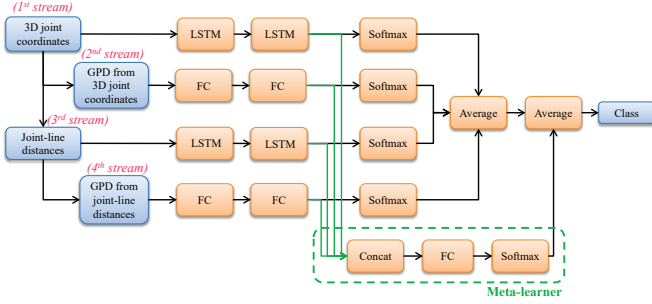 (1st stream)
3D joint
coordinates
LSTM
LSTM
Softmax
(2nd stream)
GPD from
3D joint
coordinates
FC
FC
Softmax
Average
Average
Class
(3rd stream)
Joint-line
distances
LSTM
LSTM
Softmax
(4th stream)
GPD from
joint-line
distances
FC
FC
Softmax
Concat
FC
Softmax
Meta-learner